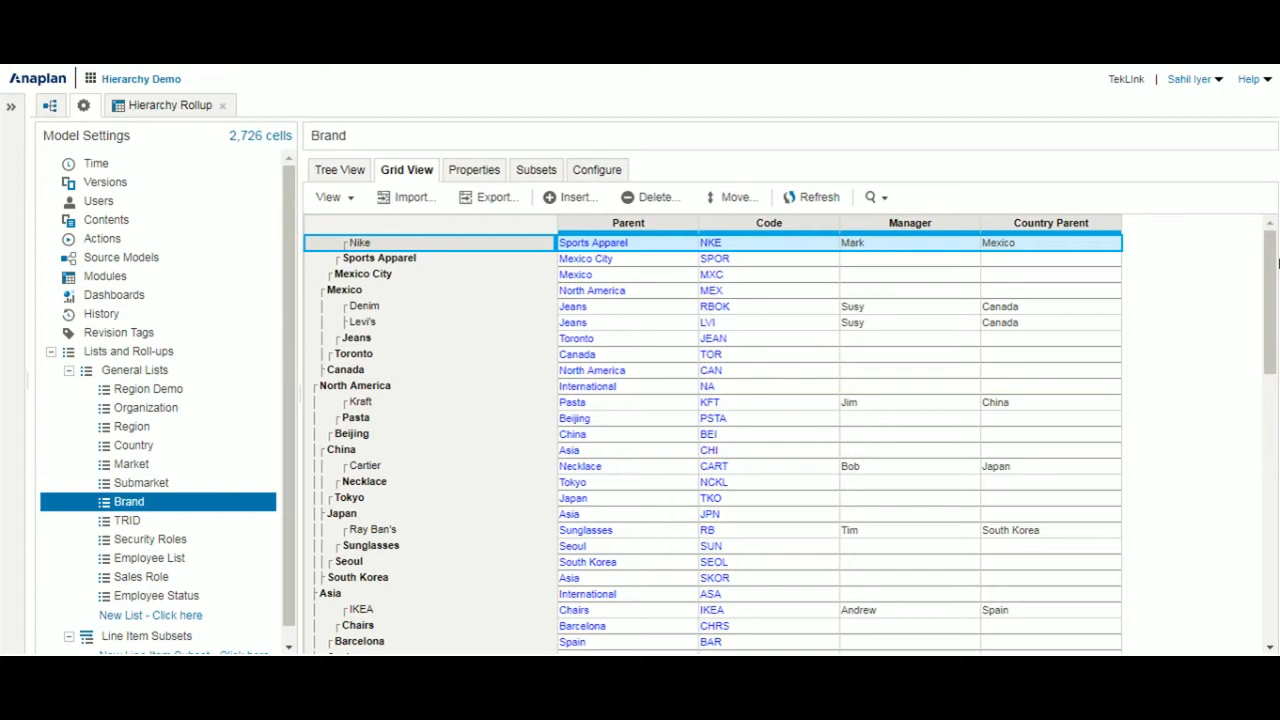 Anaplan Hierarchy Demo TekLInk | Sahil Iyer Help
Hierarchy Rollup ×
Model Settings 2,726 cells
Brand
Time
Versions
Users
Contents
Actions
Source Models
Modules
Dashboards
History
Revision Tags
Lists and Roll-ups
General Lists
Region Demo
Organization
Region
Country
Market
Submarket
Brand
TRID
Security Roles
Employee List
Sales Role
Employee Status
New List - Click here
Line Item Subsets
Tree View Grid View Properties Subsets Configure
View Import... Export... Insert... Delete... Move... Refresh
Parent Code Manager Country Parent
Nike Sports Apparel NKE Mark Mexico
Sports Apparel Mexico City SPOR
Mexico City Mexico MXC
Mexico North America MEX
Denim Jeans RBOK Susy Canada
Levi's Jeans LVI Susy Canada
Jeans Toronto JEAN
Toronto Canada TOR
Canada North America CAN
North America International NA
Kraft Pasta KFT Jim China
Pasta Beijing PSTA
Beijing China BEI
China Asia CHI
Cartier Necklace CART Bob Japan
Necklace Tokyo NCKL
Tokyo Japan TKO
Japan Asia JPN
Ray Ban's Sunglasses RB Tim South Korea
Sunglasses Seoul SUN
Seoul South Korea SEOL
South Korea Asia SKOR
Asia International ASA
IKEA Chairs IKEA Andrew Spain
Chairs Barcelona CHRS
Barcelona Spain BAR